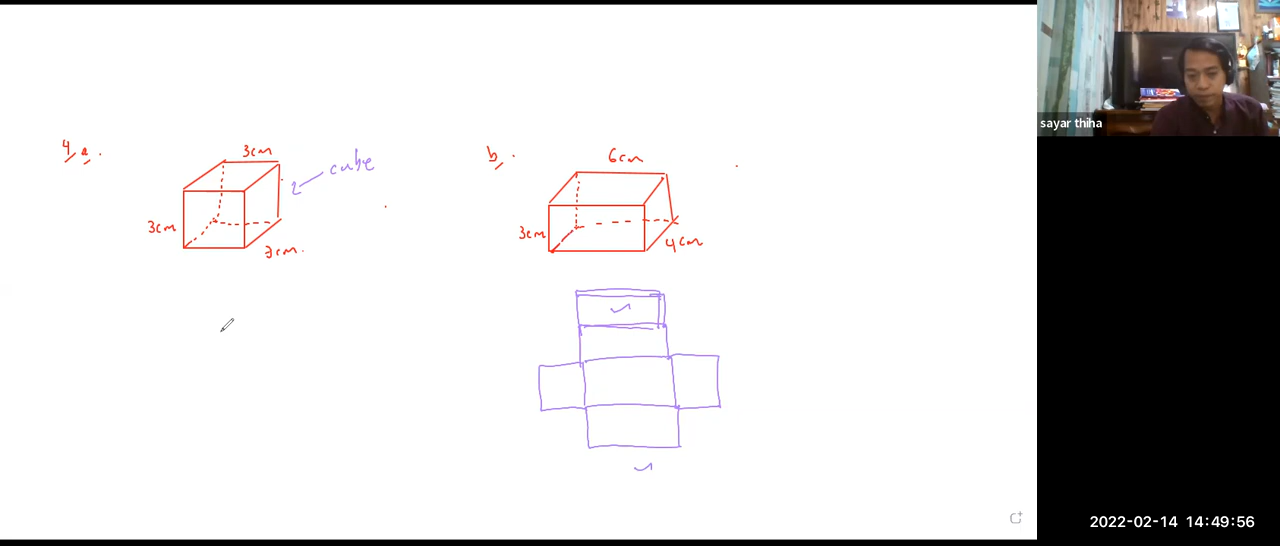 4/a.
3cm
cube
3cm
3cm.
b.
6cm
3cm
4cm
sayar thiha
2022-02-14 14:49:56